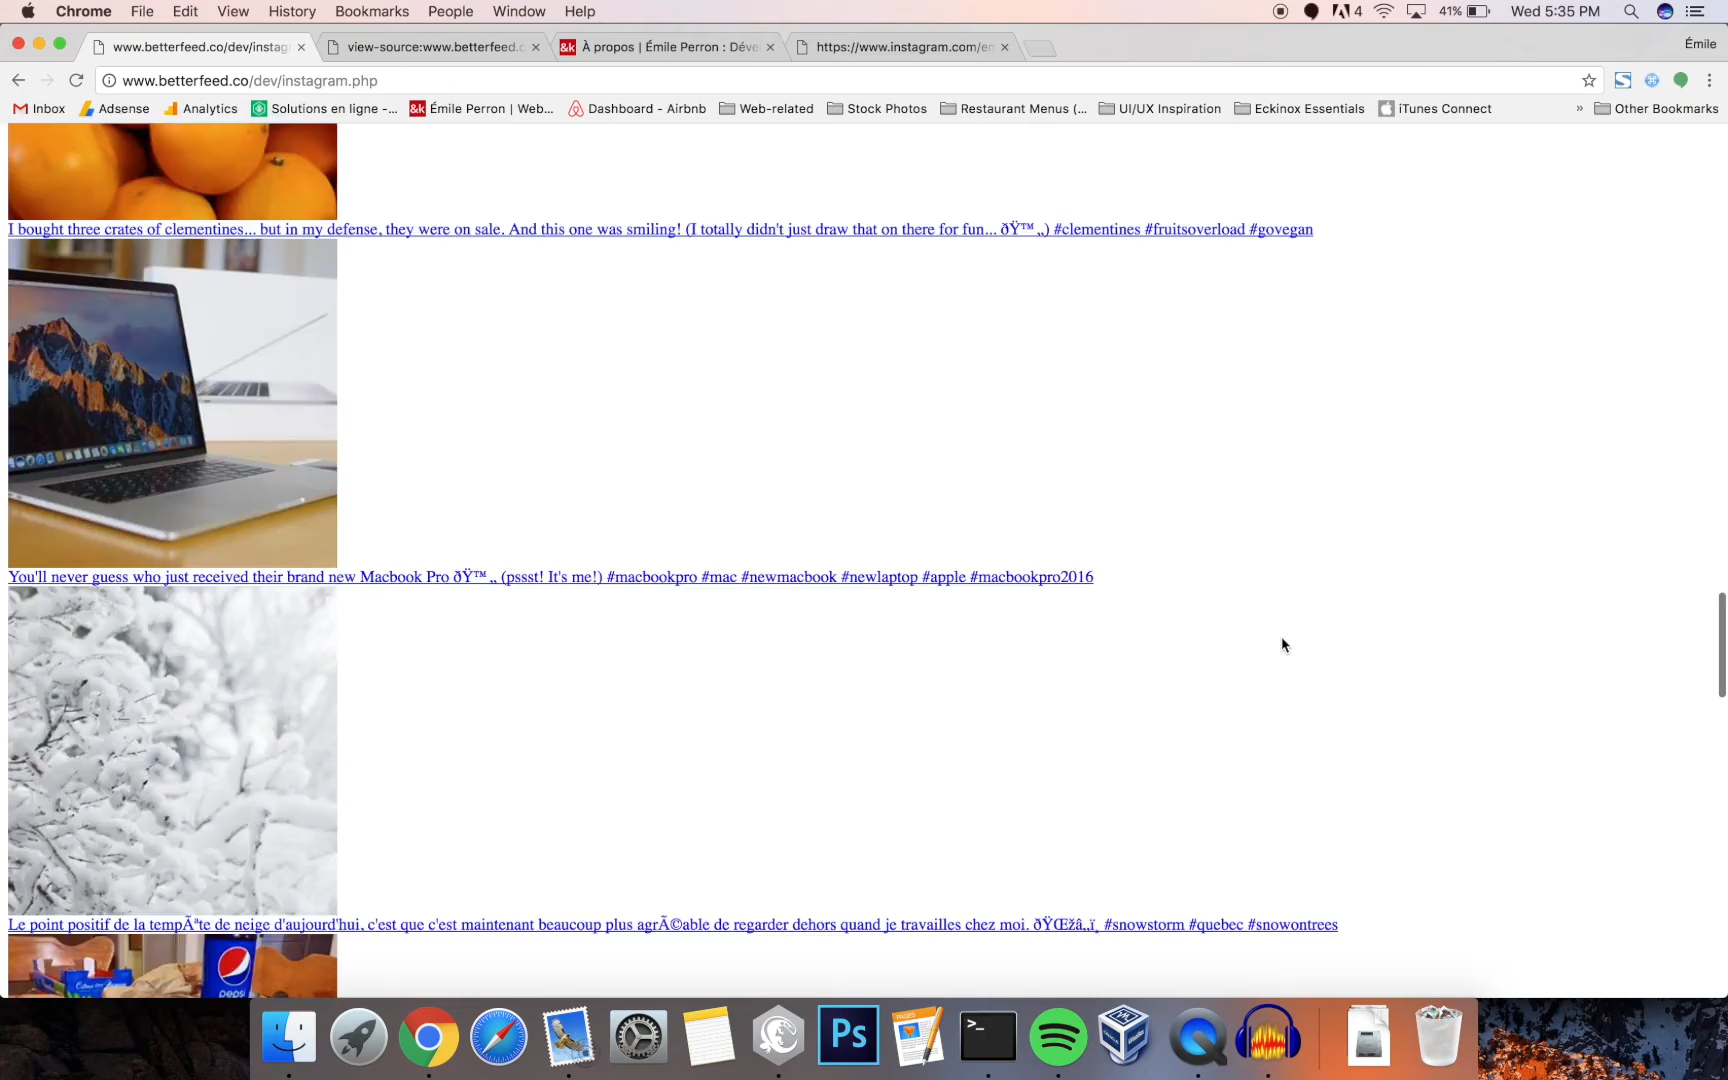 Chrome File Edit View History Bookmarks People Window Help 4 41% Wed 5:35 PM
www.betterfeed.co/dev/instag view-source:www.betterfeed.c &k À propos | Émile Perron : Déve https://www.instagram.com/en Émile
www.betterfeed.co/dev/instagram.php
Inbox Adsense Analytics Solutions en ligne -... &k Émile Perron | Web... Dashboard - Airbnb Web-related Stock Photos Restaurant Menus (... UI/UX Inspiration Eckinox Essentials iTunes Connect » Other Bookmarks
I bought three crates of clementines... but in my defense, they were on sale. And this one was smiling! (I totally didn't just draw that on there for fun... ðŸ™„) #clementines #fruitsoverload #govegan
You'll never guess who just received their brand new Macbook Pro ðŸ™„ (pssst! It's me!) #macbookpro #mac #newmacbook #newlaptop #apple #macbookpro2016
Le point positif de la tempÃªte de neige d'aujourd'hui, c'est que c'est maintenant beaucoup plus agrÃ©able de regarder dehors quand je travailles chez moi. ðŸŒžâ„ï¸ #snowstorm #quebec #snowontrees
pepsi
Ps PAGES >_